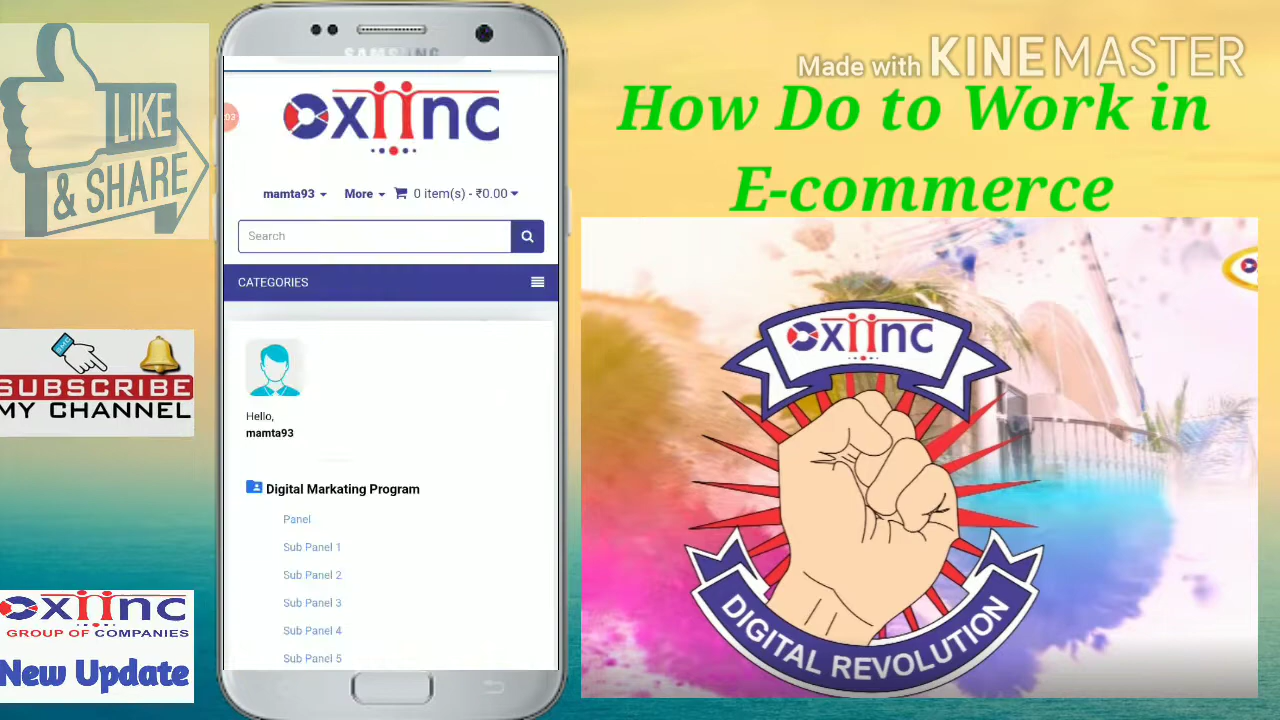 LIKE
& SHARE
SUBSCRIBE
MY CHANNEL
oxiinc
GROUP OF COMPANIES
New Update
SAMSUNG
oxiinc
mamta93
More
0 item(s) - ₹0.00
Search
CATEGORIES
Hello,
mamta93
Digital Markating Program
Panel
Sub Panel 1
Sub Panel 2
Sub Panel 3
Sub Panel 4
Sub Panel 5
Made with KINEMASTER
How Do to Work in
E-commerce
oxiinc
DIGITAL REVOLUTION